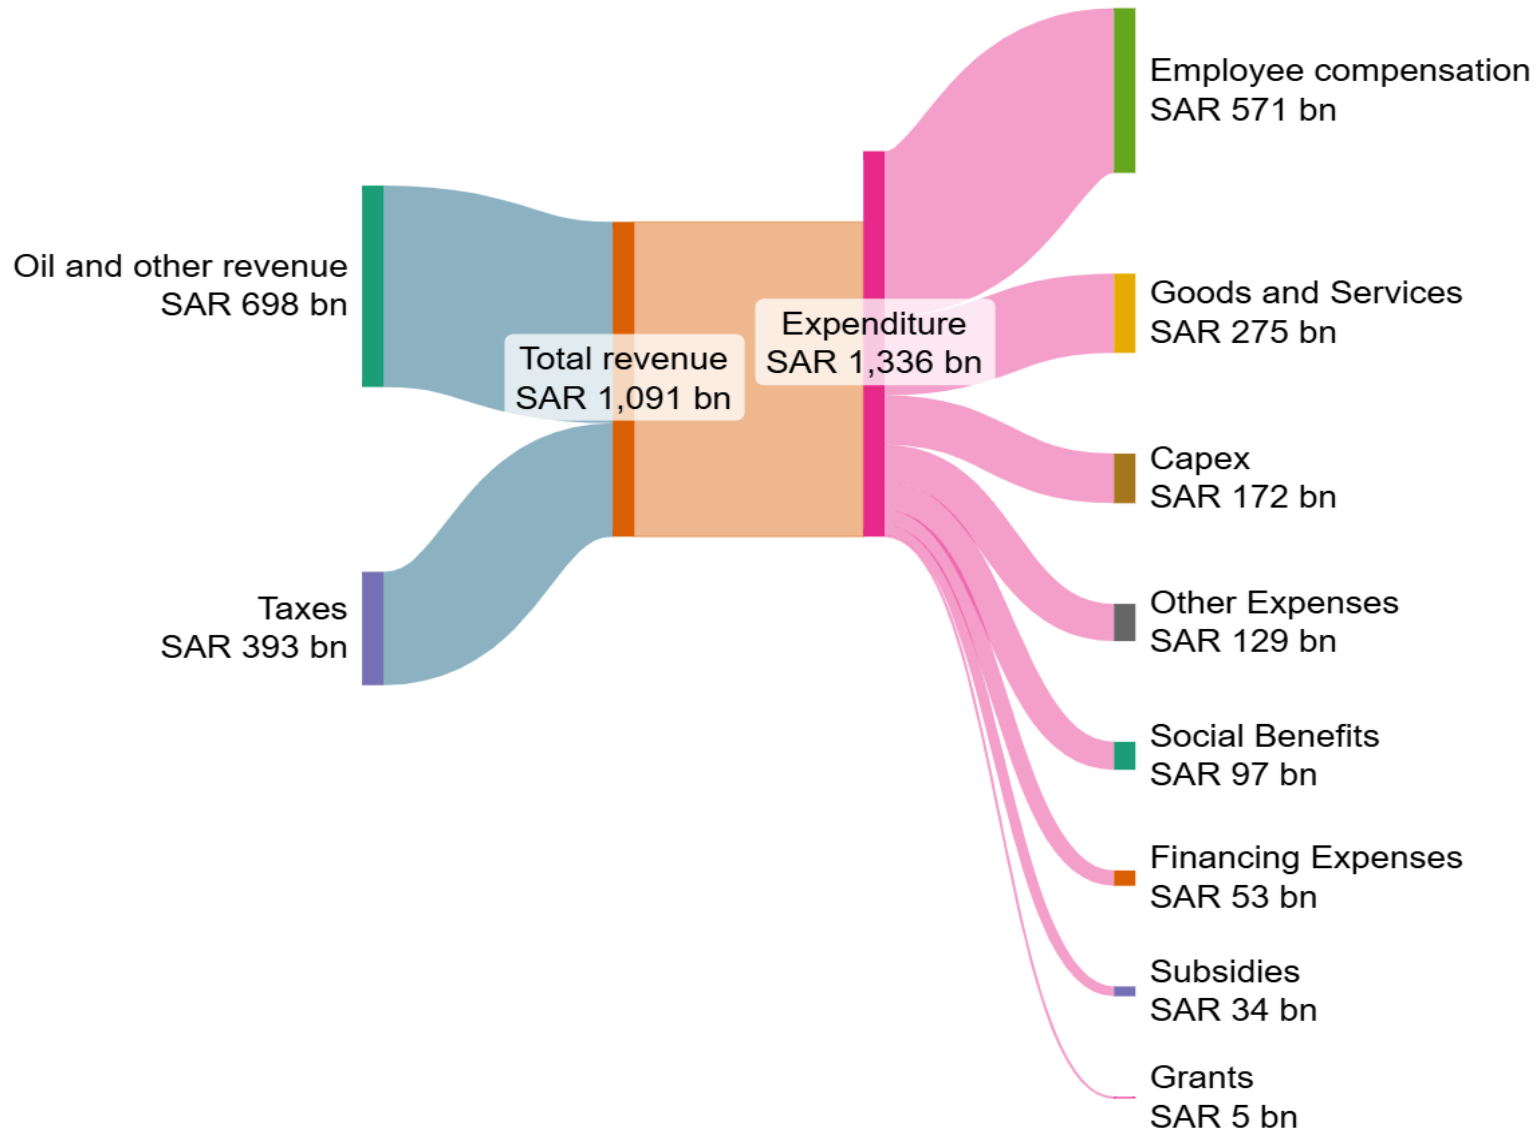 Oil and other revenue
SAR 698 bn
Taxes
SAR 393 bn
Total revenue
SAR 1,091 bn
Expenditure
SAR 1,336 bn
Employee compensation
SAR 571 bn
Goods and Services
SAR 275 bn
Capex
SAR 172 bn
Other Expenses
SAR 129 bn
Social Benefits
SAR 97 bn
Financing Expenses
SAR 53 bn
Subsidies
SAR 34 bn
Grants
SAR 5 bn